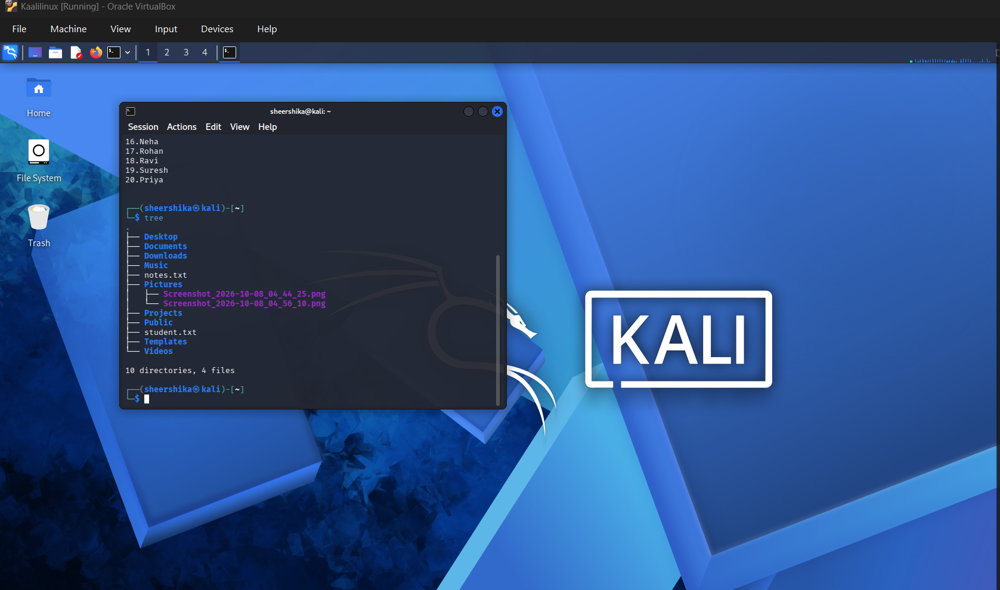 Kaalilinux [Running] - Oracle VirtualBox
File Machine View Input Devices Help
1 2 3 4
Home
File System
Trash
sheershika@kali: ~
Session Actions Edit View Help
16.Neha
17.Rohan
18.Ravi
19.Suresh
20.Priya
┌──(sheershika㉿kali)-[~]
└─$ tree
.
├── Desktop
├── Documents
├── Downloads
├── Music
├── notes.txt
├── Pictures
│   ├── Screenshot_2026-10-08_04_44_25.png
│   └── Screenshot_2026-10-08_04_56_10.png
├── Projects
├── Public
├── student.txt
├── Templates
└── Videos
10 directories, 4 files
┌──(sheershika㉿kali)-[~]
└─$
KALI